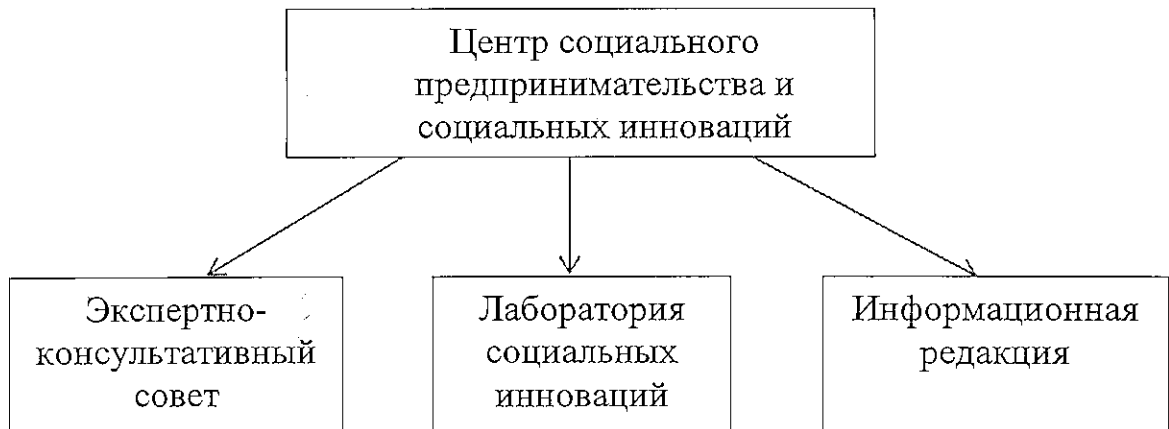 Центр социального
предпринимательства и
социальных инноваций
Экспертно-
консультативный
совет
Лаборатория
социальных
инноваций
Информационная
редакция